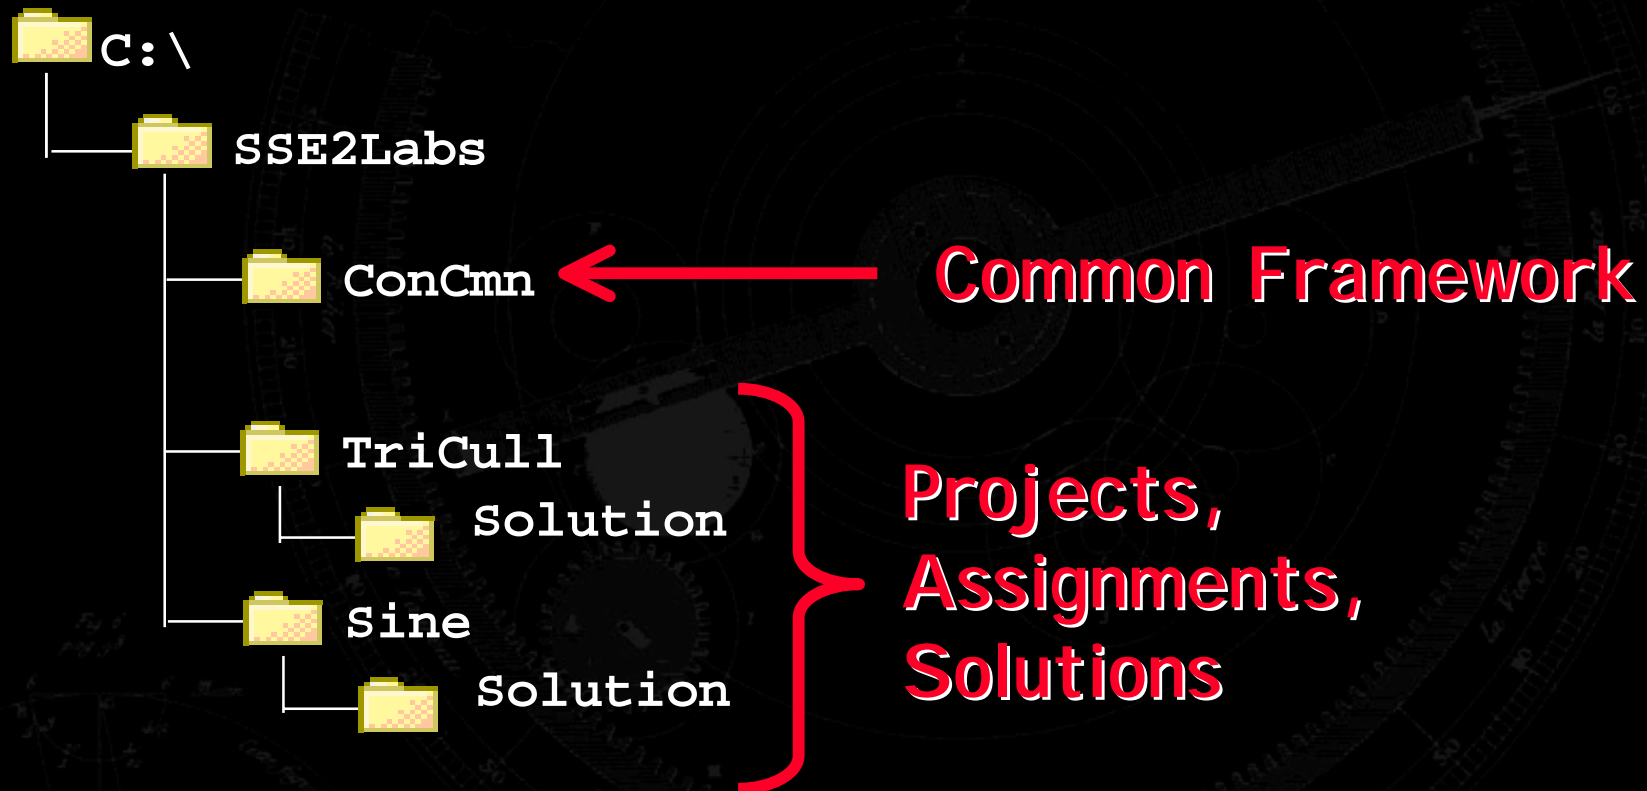 C:\
SSE2Labs
ConCmn
Common Framework
TriCull
Solution
Sine
Solution
Projects,
Assignments,
Solutions